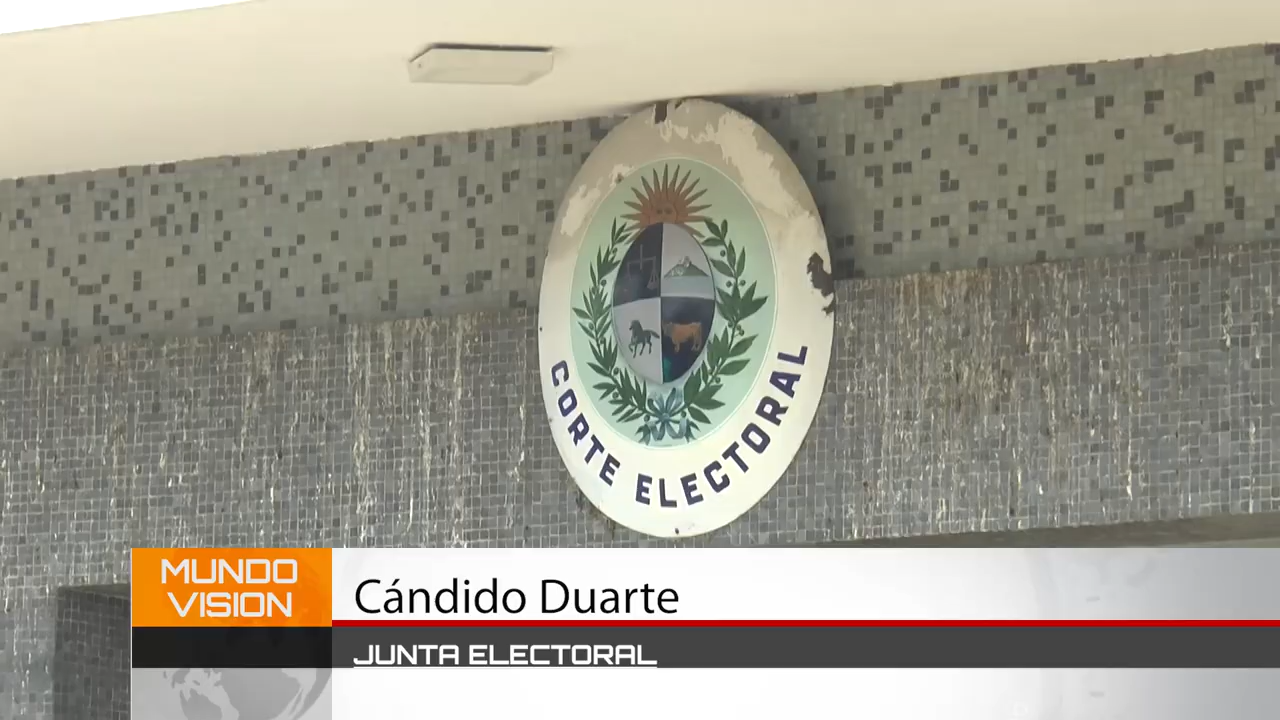 CORTE ELECTORAL
MUNDO
VISION
Cándido Duarte
JUNTA ELECTORAL